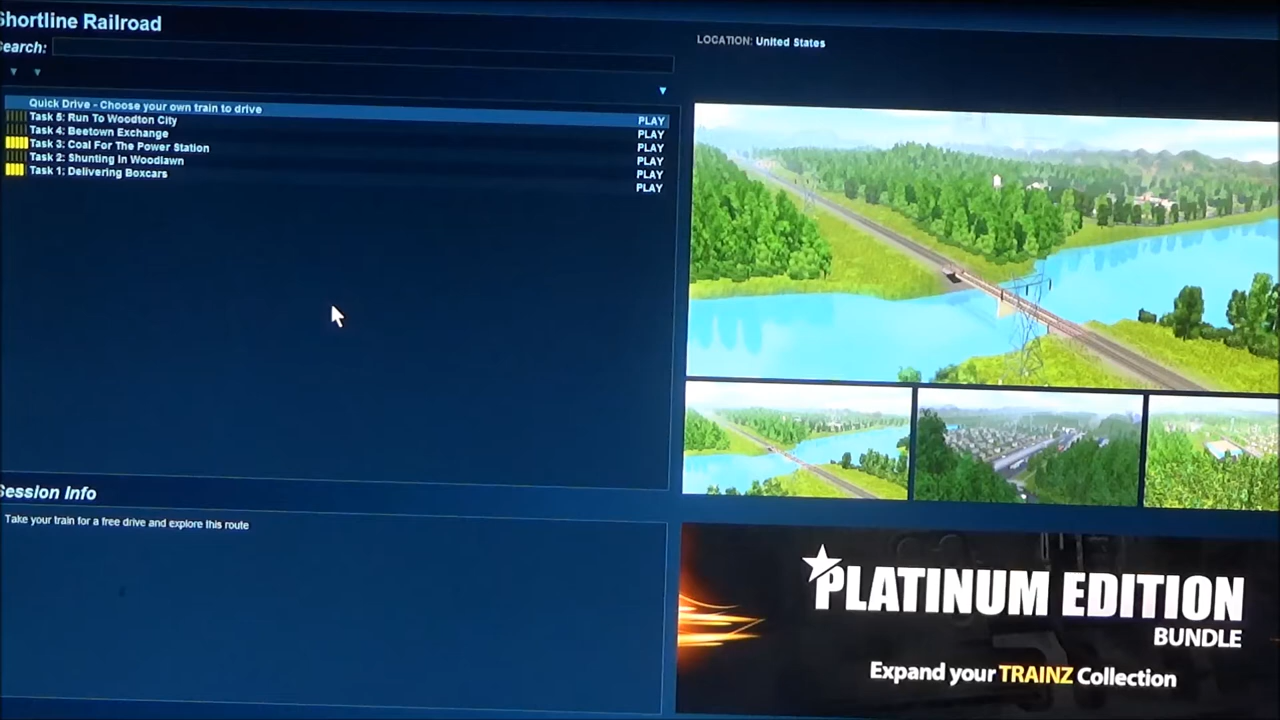 Shortline Railroad
Search:
LOCATION: United States
Quick Drive - Choose your own train to drive
PLAY
Task 5: Run To Woodton City
PLAY
Task 4: Beetown Exchange
PLAY
Task 3: Coal For The Power Station
PLAY
Task 2: Shunting In Woodlawn
PLAY
Task 1: Delivering Boxcars
PLAY
Session Info
Take your train for a free drive and explore this route
PLATINUM EDITION
BUNDLE
Expand your TRAINZ Collection